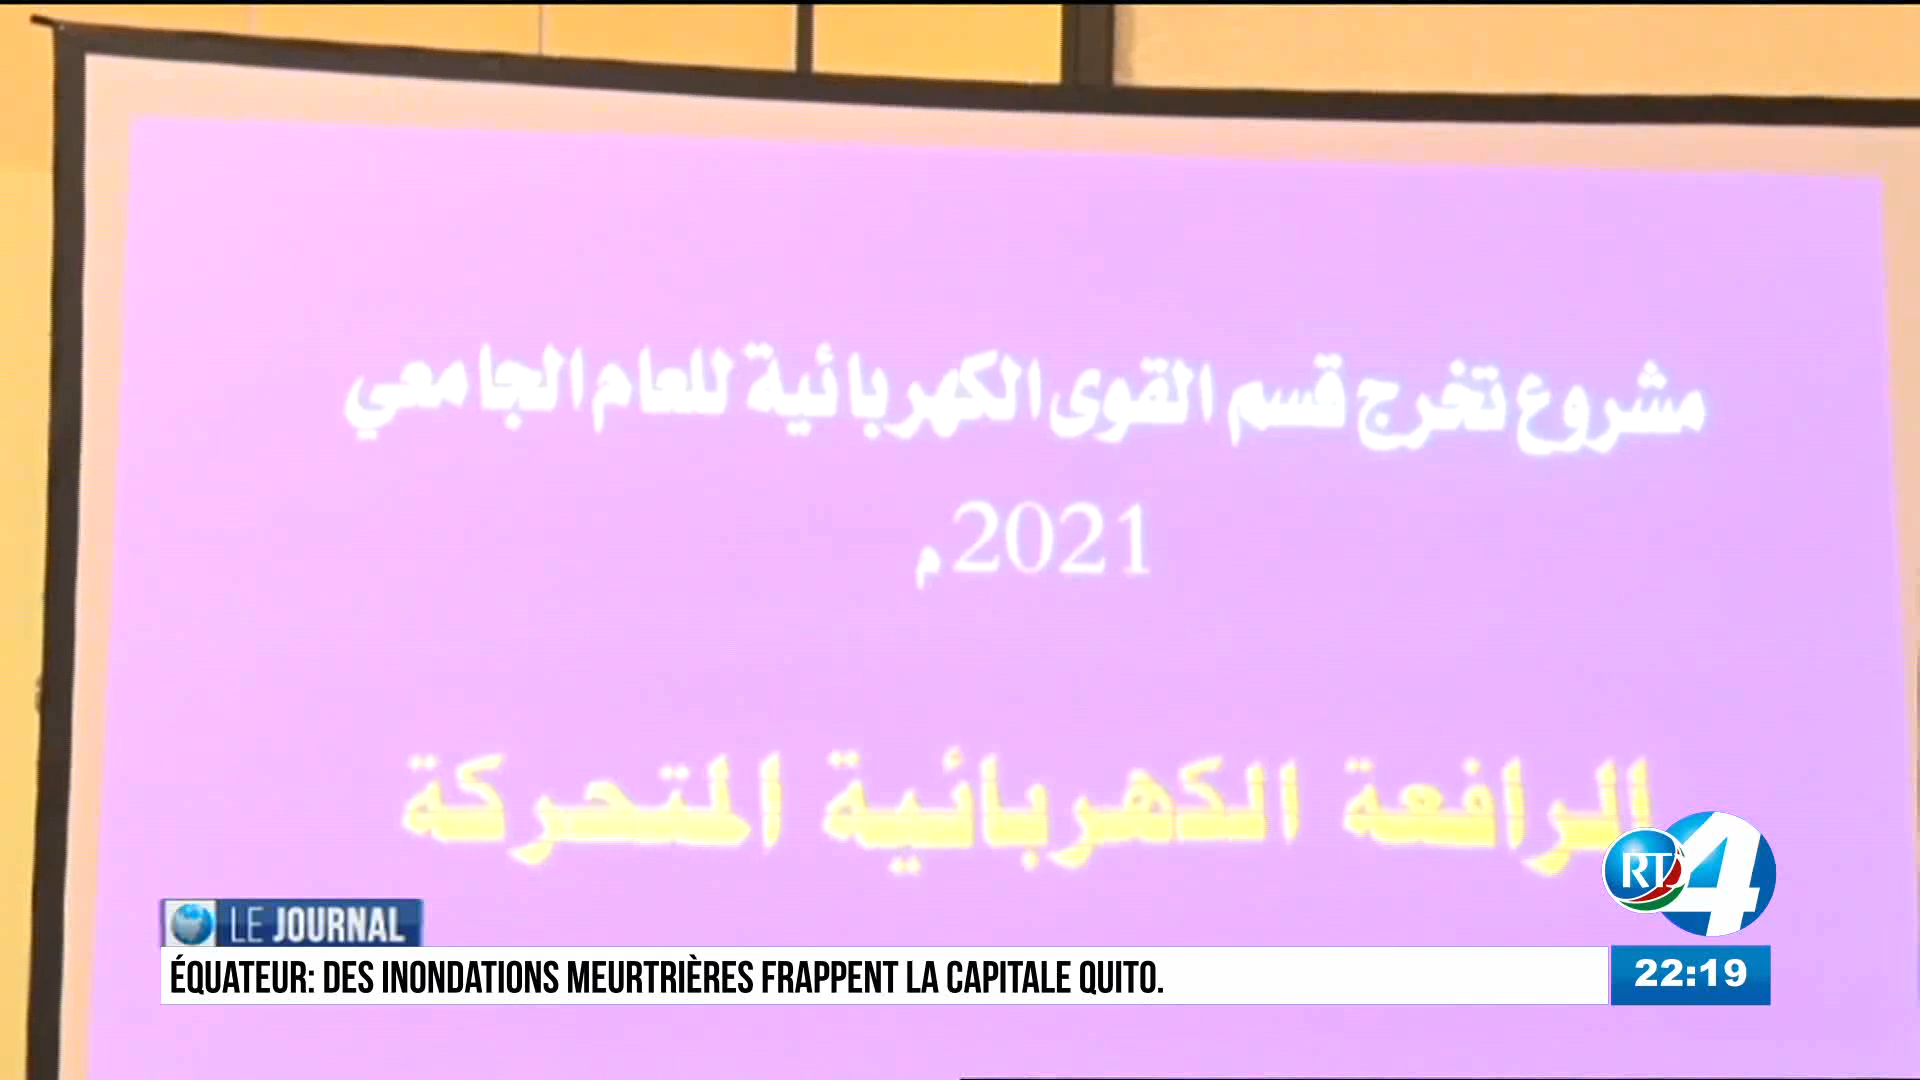 مشروع تخرج قسم القوى الكهربائية للعام الجامعي
2021م
الرافعة الكهربائية المتحركة
RTD
4
LE JOURNAL
ÉQUATEUR: DES INONDATIONS MEURTRIÈRES FRAPPENT LA CAPITALE QUITO.
22:19